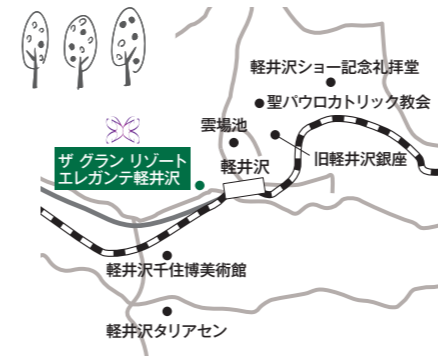 軽井沢ショー記念礼拝堂
聖パウロカトリック教会
雲場池
旧軽井沢銀座
軽井沢
ザ グラン リゾート
エレガンテ軽井沢
軽井沢千住博美術館
軽井沢タリアセン